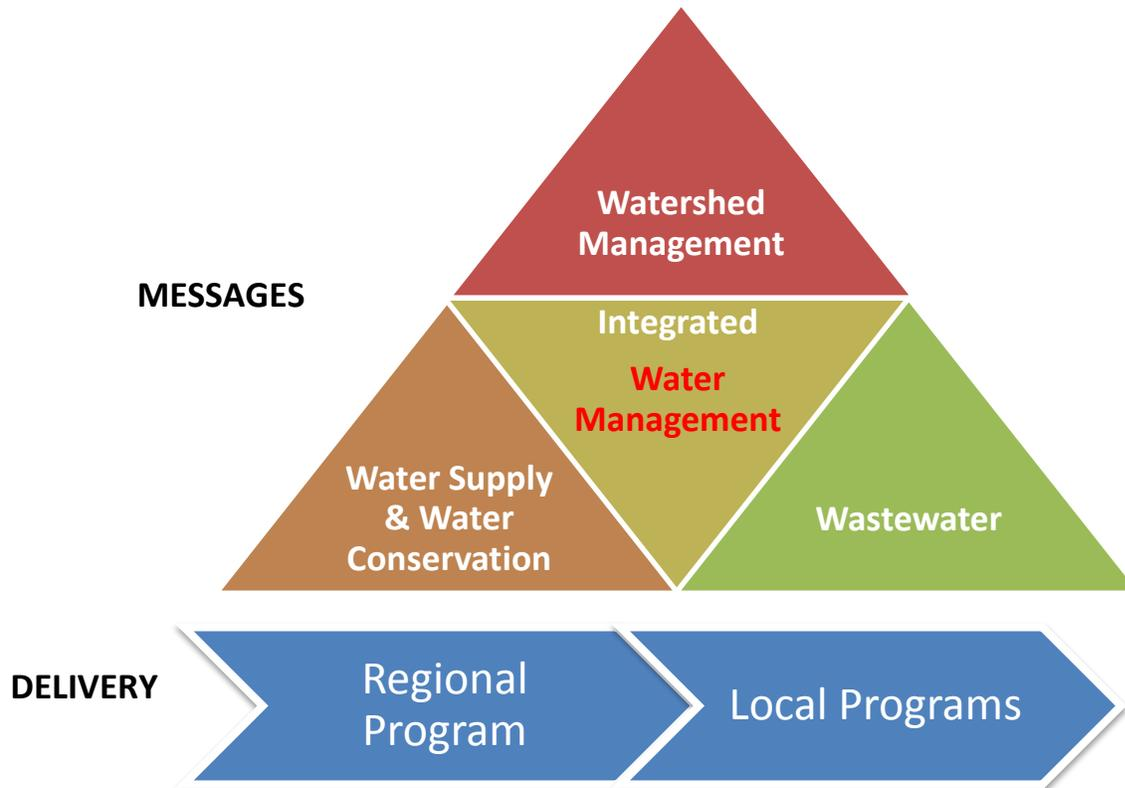 Watershed
Management
MESSAGES
Integrated
Water
Management
Water Supply
& Water
Conservation
Wastewater
DELIVERY
Regional
Program
Local Programs